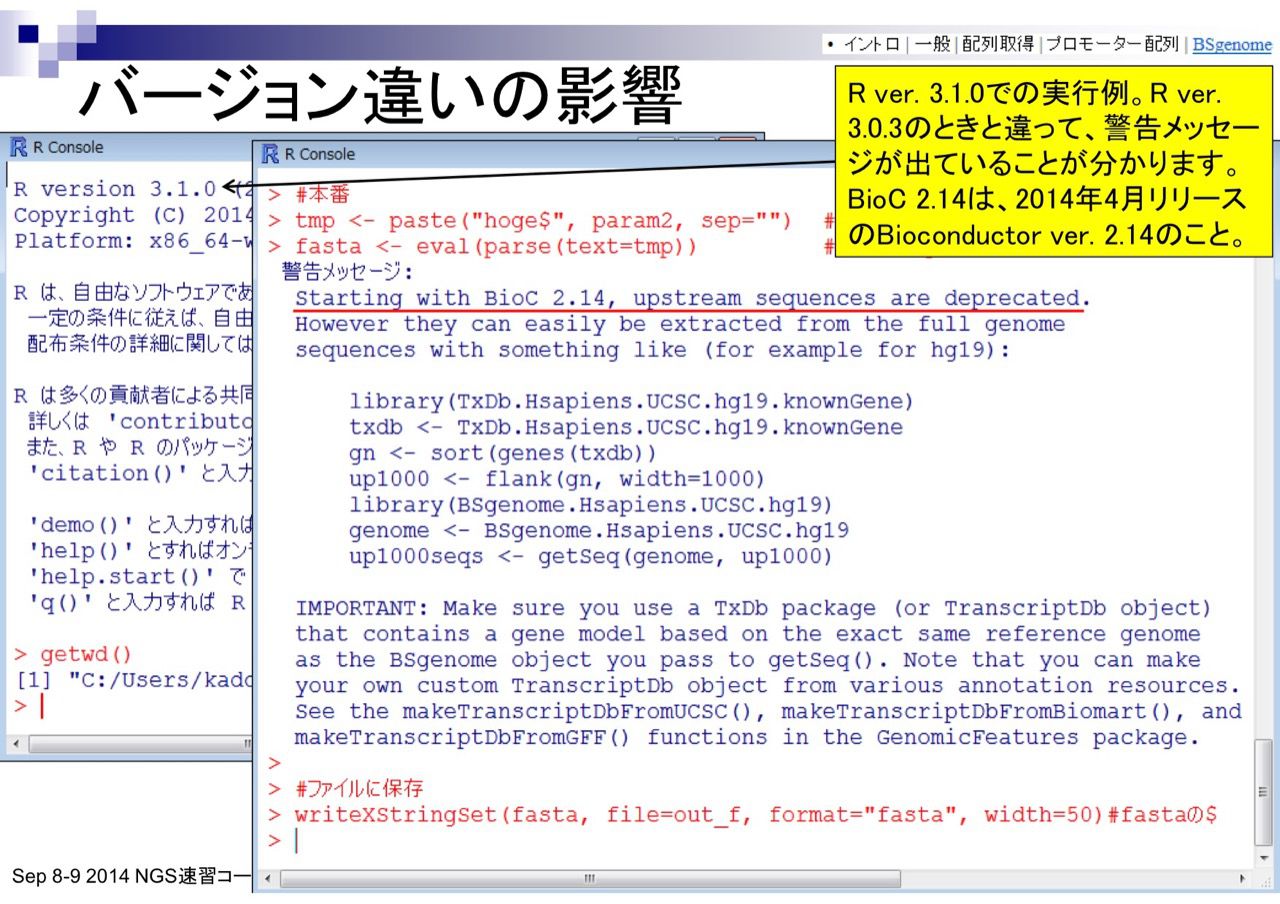 • イントロ | 一般 | 配列取得 | プロモーター配列 | BSgenome
バージョン違いの影響
R ver. 3.1.0での実行例。R ver.
3.0.3のときと違って、警告メッセー
ジが出ていることが分かります。
BioC 2.14は、2014年4月リリース
のBioconductor ver. 2.14のこと。
R Console
R version 3.1.0 (2
Copyright (C) 2014
Platform: x86_64-w
R は、自由なソフトウェアであ
一定の条件に従えば、自由
配布条件の詳細に関しては
R は多くの貢献者による共同
詳しくは 'contributo
また、R や R のパッケージ
'citation()' と入力
'demo()' と入力すれば
'help()' とすればオン
'help.start()' で
'q()' と入力すれば R
> getwd()
[1] "C:/Users/kado
>
R Console
> #本番
> tmp <- paste("hoge$", param2, sep="") #
> fasta <- eval(parse(text=tmp)) #
警告メッセージ:
Starting with BioC 2.14, upstream sequences are deprecated.
However they can easily be extracted from the full genome
sequences with something like (for example for hg19):
library(TxDb.Hsapiens.UCSC.hg19.knownGene)
txdb <- TxDb.Hsapiens.UCSC.hg19.knownGene
gn <- sort(genes(txdb))
up1000 <- flank(gn, width=1000)
library(BSgenome.Hsapiens.UCSC.hg19)
genome <- BSgenome.Hsapiens.UCSC.hg19
up1000seqs <- getSeq(genome, up1000)
IMPORTANT: Make sure you use a TxDb package (or TranscriptDb object)
that contains a gene model based on the exact same reference genome
as the BSgenome object you pass to getSeq(). Note that you can make
your own custom TranscriptDb object from various annotation resources.
See the makeTranscriptDbFromUCSC(), makeTranscriptDbFromBiomart(), and
makeTranscriptDbFromGFF() functions in the GenomicFeatures package.
>
> #ファイルに保存
> writeXStringSet(fasta, file=out_f, format="fasta", width=50)#fastaの$
>
Sep 8-9 2014 NGS速習コー